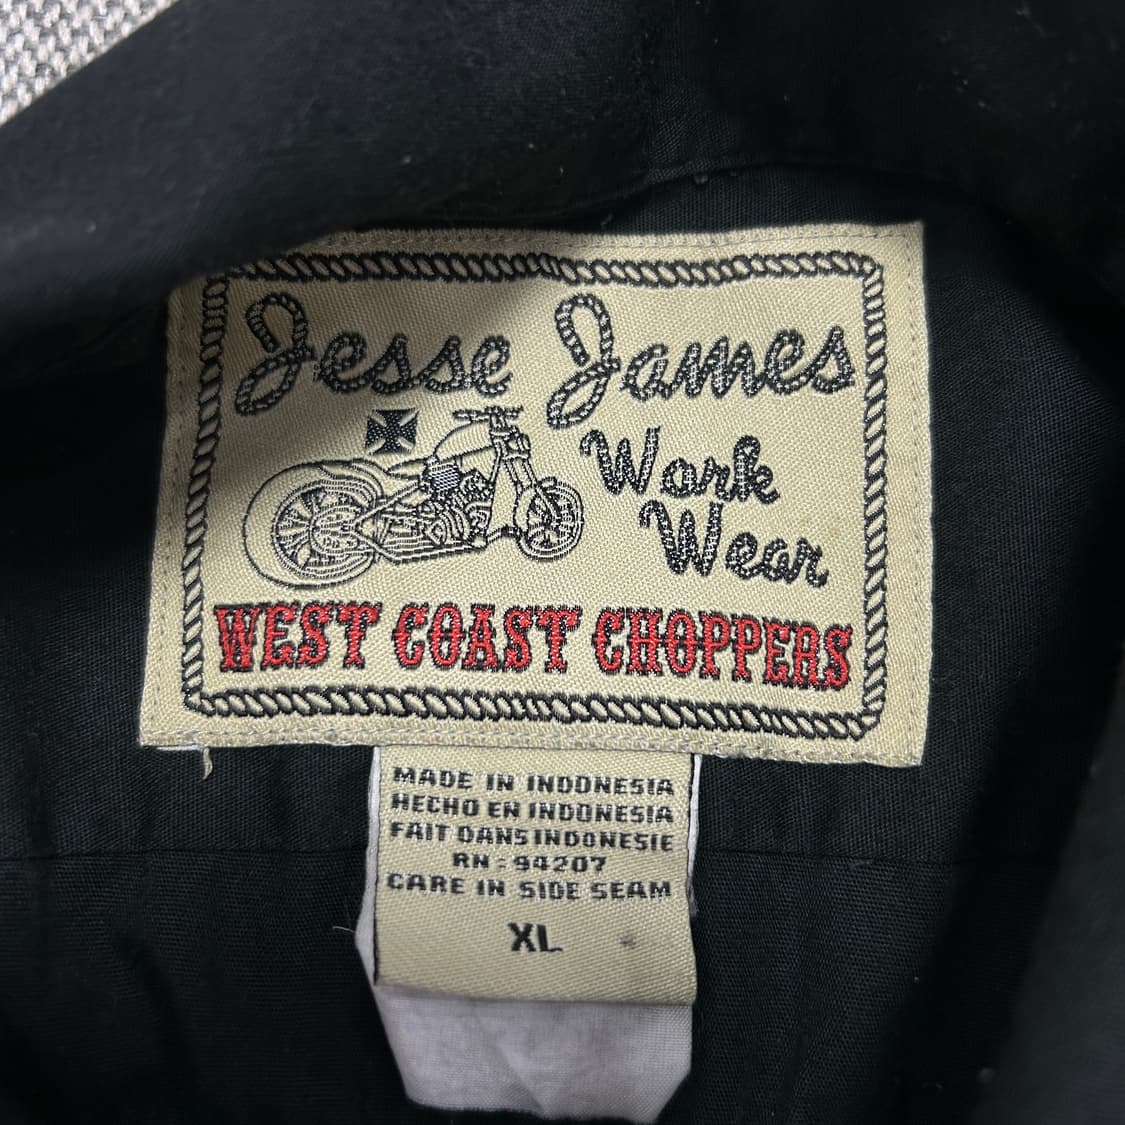 Jesse James
Work
Wear
WEST COAST CHOPPERS
MADE IN INDONESIA
HECHO EN INDONESIA
FAIT DANS INDONESIE
RN : 94207
CARE IN SIDE SEAM
XL